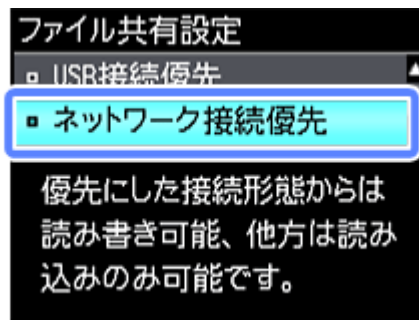 ファイル共有設定
USB接続優先
ネットワーク接続優先
優先にした接続形態からは
読み書き可能、他方は読み
込みのみ可能です。